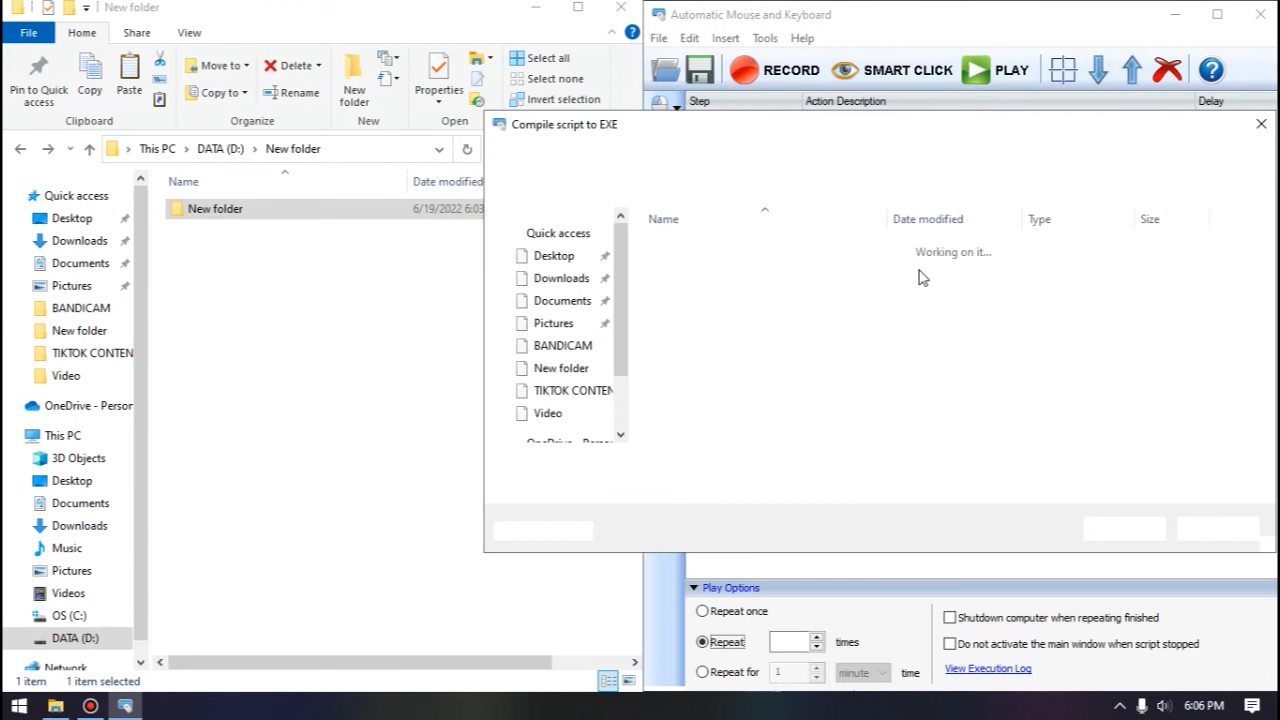 New folder
File Home Share View
Pin to Quick access
Copy
Paste
Move to
Copy to
Delete
Rename
New folder
Properties
Select all
Select none
Invert selection
Clipboard Organize New Open
This PC DATA (D:) New folder
Name Date modified
New folder 6/19/2022 6:03
Quick access
Desktop
Downloads
Documents
Pictures
BANDICAM
New folder
TIKTOK CONTEN
Video
OneDrive - Person
This PC
3D Objects
Desktop
Documents
Downloads
Music
Pictures
Videos
OS (C:)
DATA (D:)
Network
1 item 1 item selected
Automatic Mouse and Keyboard
File Edit Insert Tools Help
RECORD SMART CLICK PLAY
Step Action Description Delay
Compile script to EXE
Name Date modified Type Size
Working on it...
Quick access
Desktop
Downloads
Documents
Pictures
BANDICAM
New folder
TIKTOK CONTEN
Video
Play Options
Repeat once
Repeat times
Repeat for 1 minute time
Shutdown computer when repeating finished
Do not activate the main window when script stopped
View Execution Log
6:06 PM